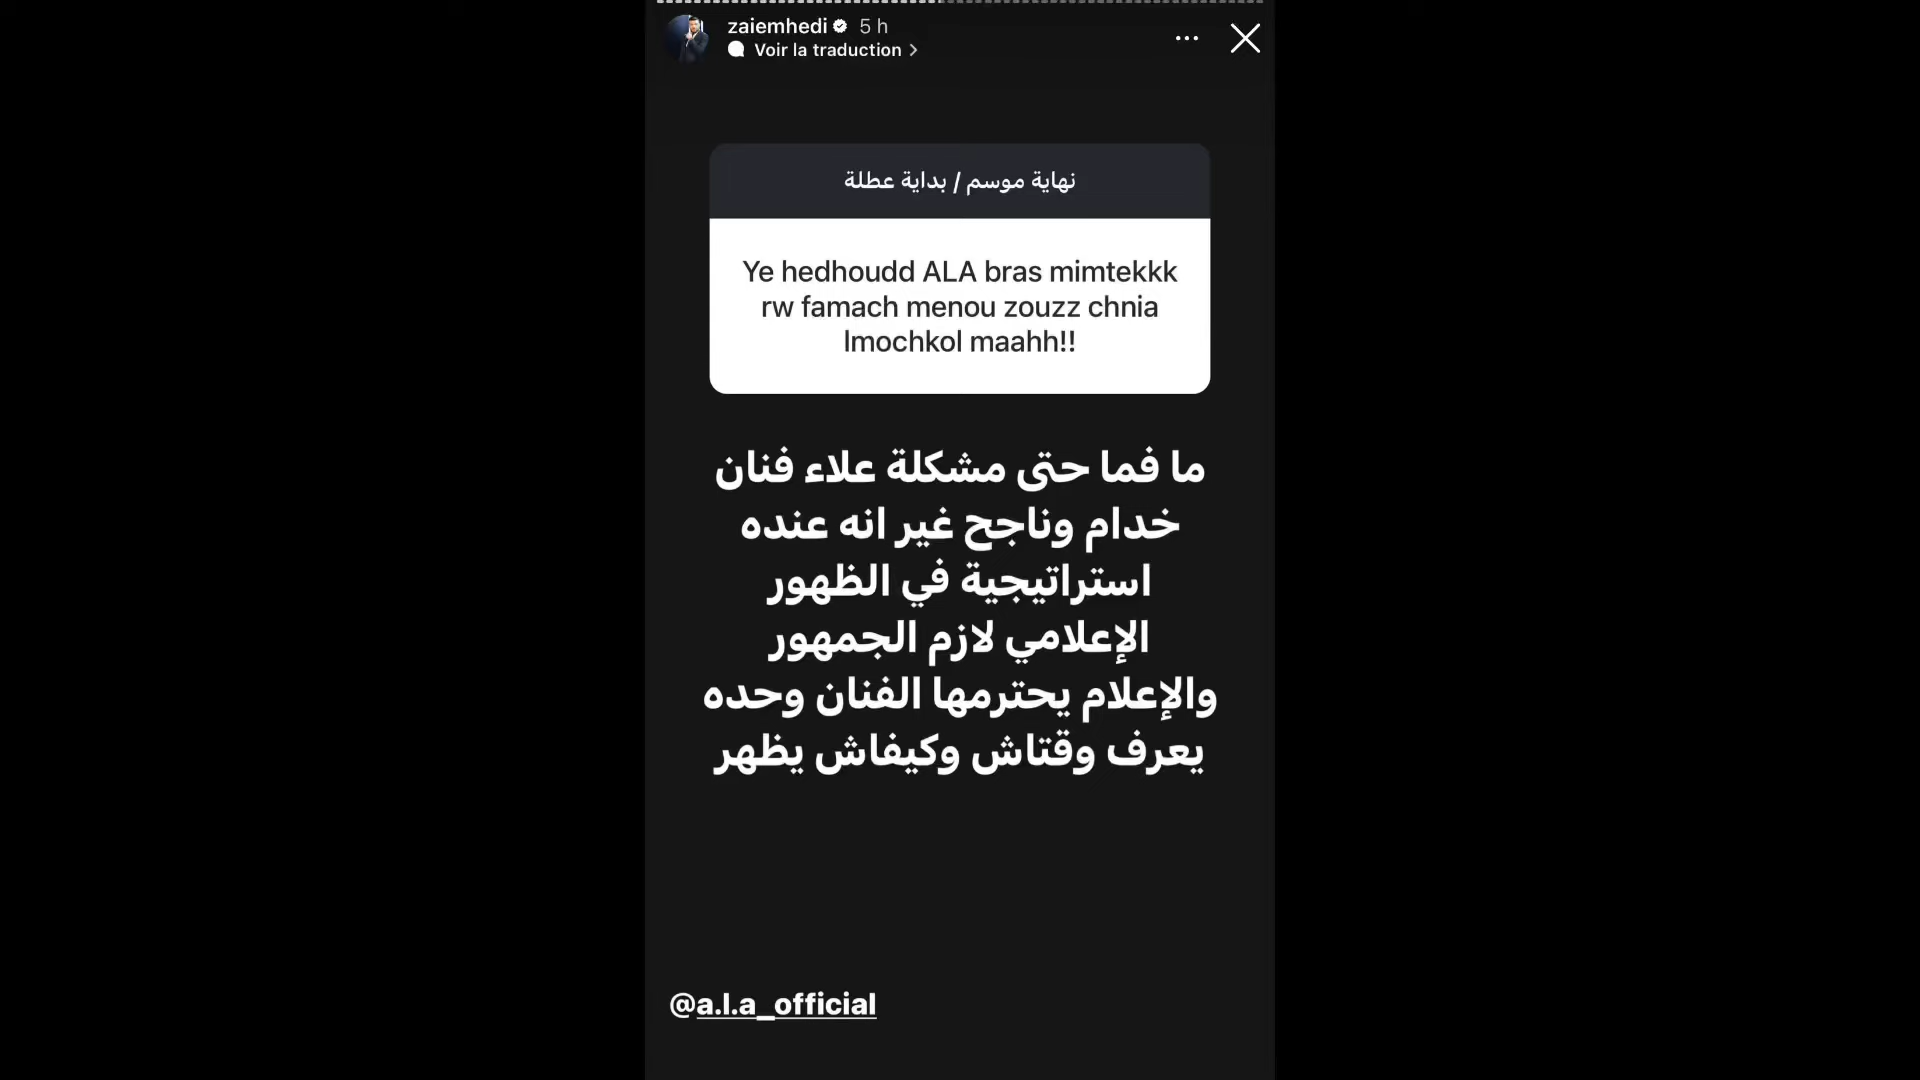 zaiemhedi 5 h
Voir la traduction >
نهاية موسم / بداية عطلة
Ye hedhoudd ALA bras mimtekkk
rw famach menou zouzz chnia
lmochkol maahh!!
ما فما حتى مشكلة علاء فنان
خدام وناجح غير انه عنده
استراتيجية في الظهور
الإعلامي لازم الجمهور
والإعلام يحترمها الفنان وحده
يعرف وقتاش وكيفاش يظهر
@a.l.a_official